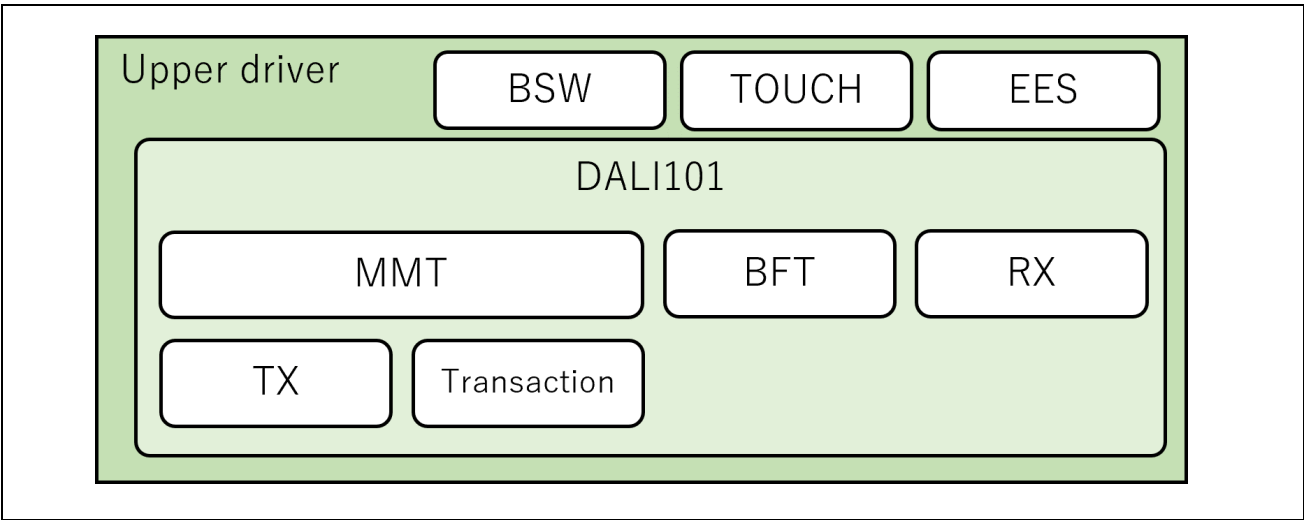 Upper driver
BSW
TOUCH
EES
DALI101
MMT
BFT
RX
TX
Transaction